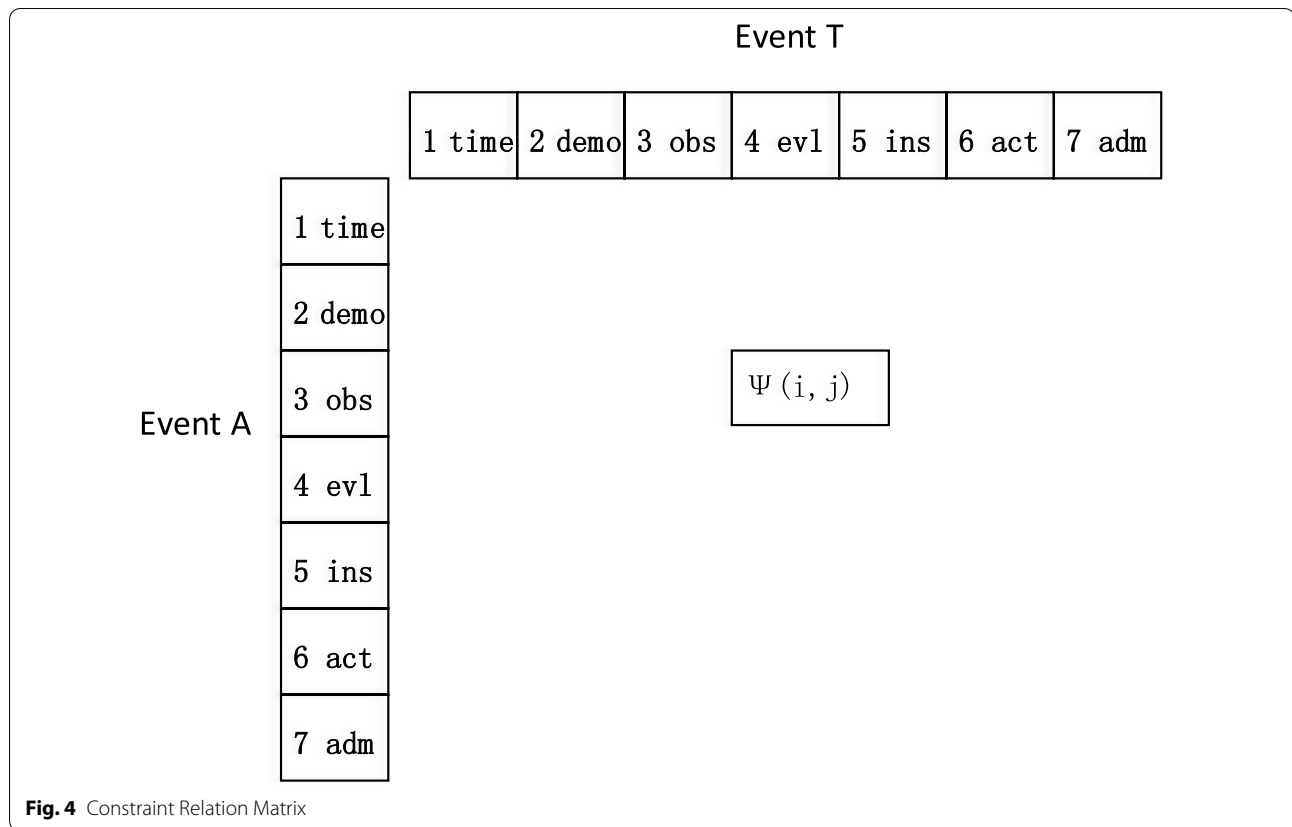 Event T
1 time 2 demo 3 obs 4 evl 5 ins 6 act 7 adm
1 time
2 demo
3 obs
Event A
4 evl
5 ins
6 act
7 adm
Ψ(i, j)
Fig. 4 Constraint Relation Matrix